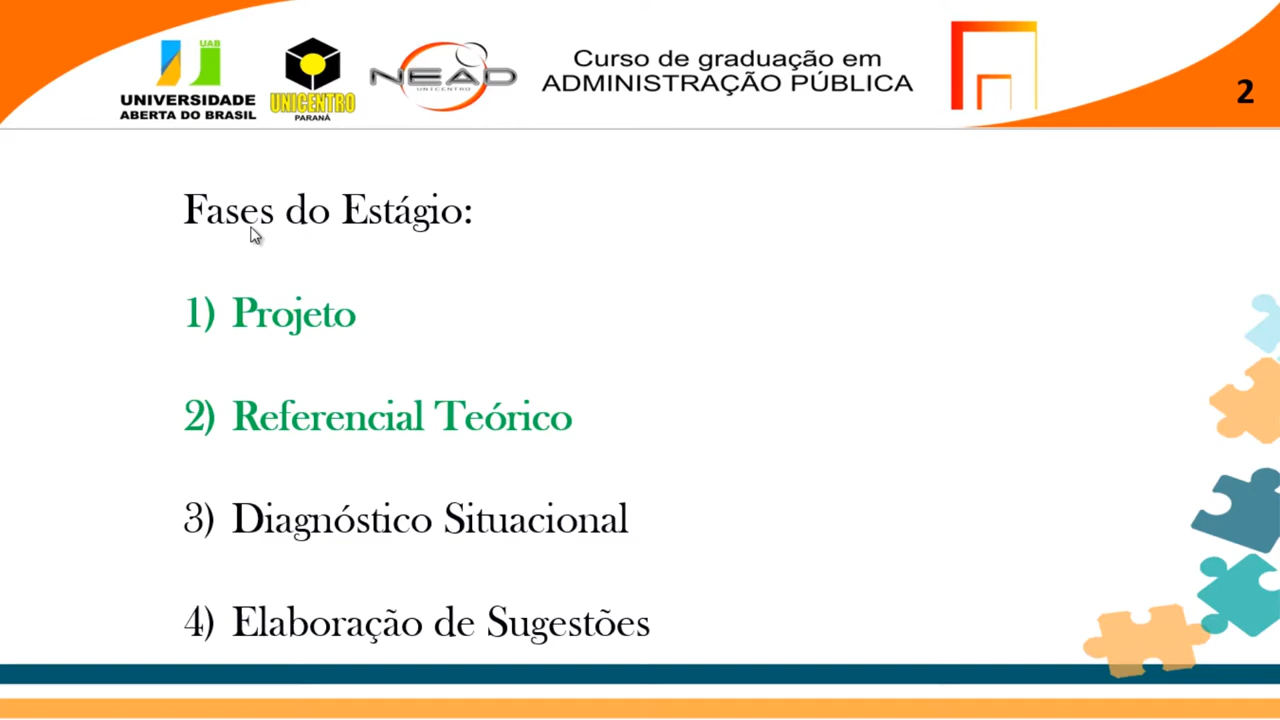 UAB
UNIVERSIDADE
ABERTA DO BRASIL
UNICENTRO
PARANÁ
NEAD
UNICENTRO
Curso de graduação em
ADMINISTRAÇÃO PÚBLICA
2
Fases do Estágio:
1) Projeto
2) Referencial Teórico
3) Diagnóstico Situacional
4) Elaboração de Sugestões